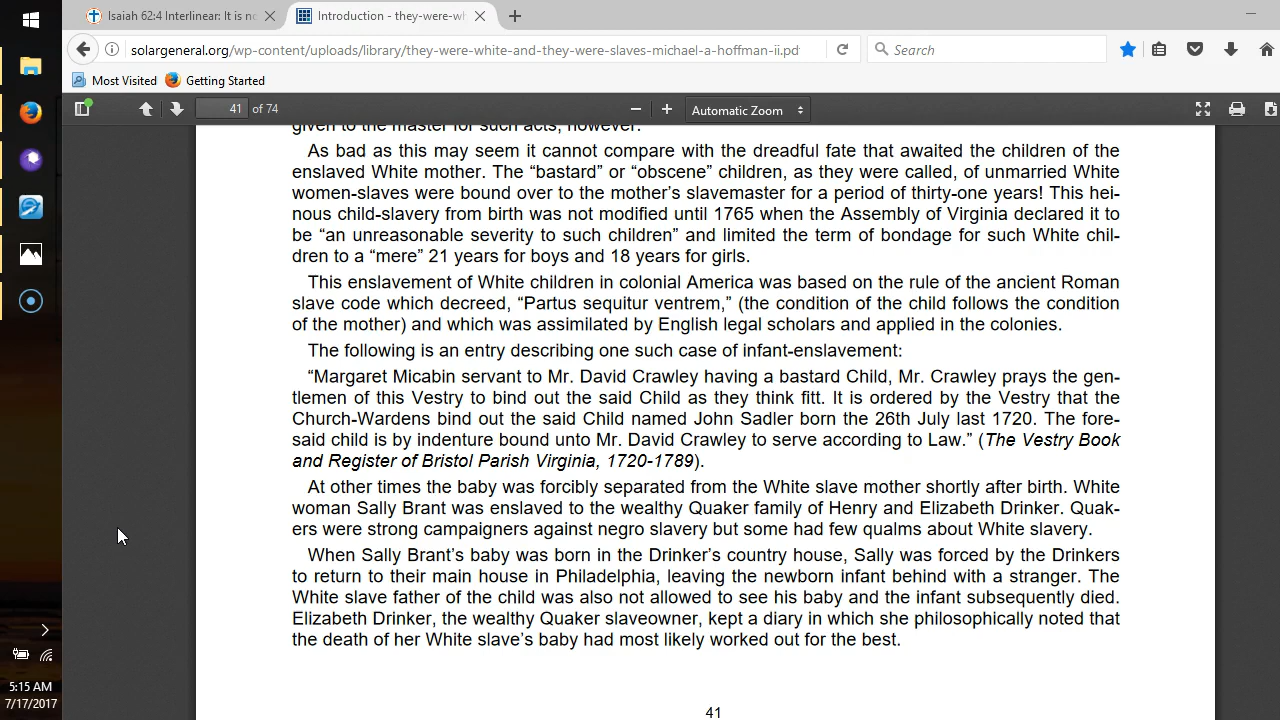 Isaiah 62:4 Interlinear: It is no
Introduction - they-were-wh
solargeneral.org/wp-content/uploads/library/they-were-white-and-they-were-slaves-michael-a-hoffman-ii.pd
Search
Most Visited
Getting Started
41 of 74
Automatic Zoom
given to the master for such acts, however.
As bad as this may seem it cannot compare with the dreadful fate that awaited the children of the
enslaved White mother. The “bastard” or “obscene” children, as they were called, of unmarried White
women-slaves were bound over to the mother’s slavemaster for a period of thirty-one years! This hei-
nous child-slavery from birth was not modified until 1765 when the Assembly of Virginia declared it to
be “an unreasonable severity to such children” and limited the term of bondage for such White chil-
dren to a “mere” 21 years for boys and 18 years for girls.
This enslavement of White children in colonial America was based on the rule of the ancient Roman
slave code which decreed, “Partus sequitur ventrem,” (the condition of the child follows the condition
of the mother) and which was assimilated by English legal scholars and applied in the colonies.
The following is an entry describing one such case of infant-enslavement:
“Margaret Micabin servant to Mr. David Crawley having a bastard Child, Mr. Crawley prays the gen-
tlemen of this Vestry to bind out the said Child as they think fitt. It is ordered by the Vestry that the
Church-Wardens bind out the said Child named John Sadler born the 26th July last 1720. The fore-
said child is by indenture bound unto Mr. David Crawley to serve according to Law.” (The Vestry Book
and Register of Bristol Parish Virginia, 1720-1789).
At other times the baby was forcibly separated from the White slave mother shortly after birth. White
woman Sally Brant was enslaved to the wealthy Quaker family of Henry and Elizabeth Drinker. Quak-
ers were strong campaigners against negro slavery but some had few qualms about White slavery.
When Sally Brant’s baby was born in the Drinker’s country house, Sally was forced by the Drinkers
to return to their main house in Philadelphia, leaving the newborn infant behind with a stranger. The
White slave father of the child was also not allowed to see his baby and the infant subsequently died.
Elizabeth Drinker, the wealthy Quaker slaveowner, kept a diary in which she philosophically noted that
the death of her White slave’s baby had most likely worked out for the best.
41
5:15 AM
7/17/2017